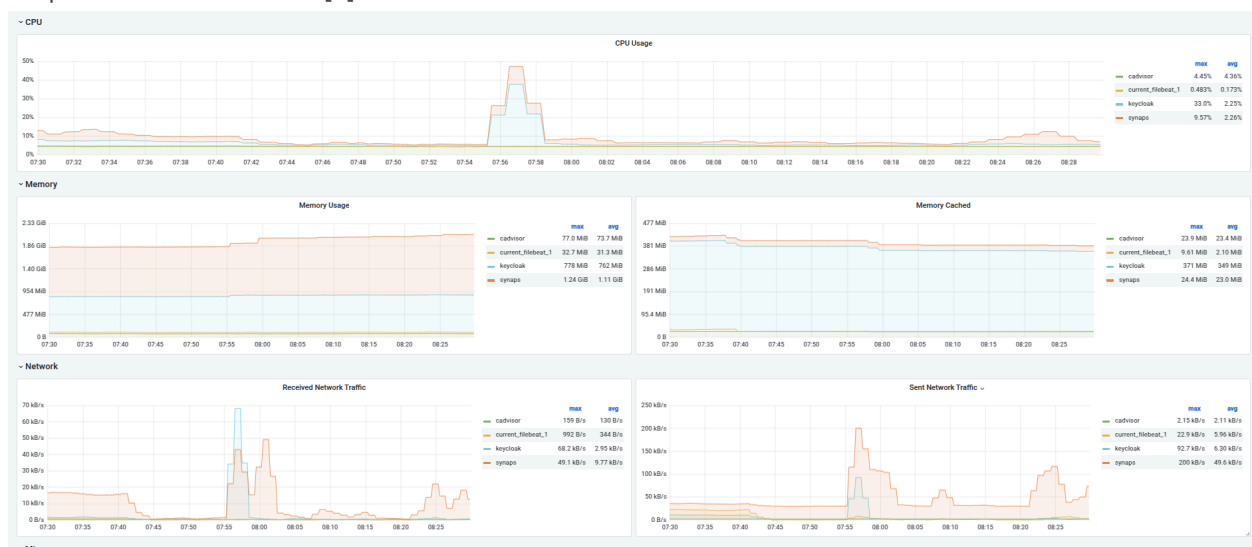 CPU
CPU Usage
50%
40%
30%
20%
10%
0%
07:30 07:32 07:34 07:36 07:38 07:40 07:42 07:44 07:46 07:48 07:50 07:52 07:54 07:56 07:58 08:00 08:02 08:04 08:06 08:08 08:10 08:12 08:14 08:16 08:18 08:20 08:22 08:24 08:26 08:28
max avg
cadvisor 4.45% 4.36%
current_filebeat_1 0.483% 0.173%
keycloak 33.0% 2.25%
synaps 9.57% 2.26%
Memory
Memory Usage
2.33 GiB
1.86 GiB
1.40 GiB
954 MiB
477 MiB
0 B
07:30 07:35 07:40 07:45 07:50 07:55 08:00 08:05 08:10 08:15 08:20 08:25
max avg
cadvisor 77.0 MiB 73.7 MiB
current_filebeat_1 32.7 MiB 31.3 MiB
keycloak 778 MiB 762 MiB
synaps 1.24 GiB 1.11 GiB
Memory Cached
477 MiB
381 MiB
286 MiB
191 MiB
95.4 MiB
0 B
07:30 07:35 07:40 07:45 07:50 07:55 08:00 08:05 08:10 08:15 08:20 08:25
max avg
cadvisor 23.9 MiB 23.4 MiB
current_filebeat_1 9.61 MiB 2.10 MiB
keycloak 371 MiB 349 MiB
synaps 24.4 MiB 23.0 MiB
Network
Received Network Traffic
70 kB/s
60 kB/s
50 kB/s
40 kB/s
30 kB/s
20 kB/s
10 kB/s
0 B/s
07:30 07:35 07:40 07:45 07:50 07:55 08:00 08:05 08:10 08:15 08:20 08:25
max avg
cadvisor 159 B/s 130 B/s
current_filebeat_1 992 B/s 344 B/s
keycloak 68.2 kB/s 2.95 kB/s
synaps 49.1 kB/s 9.77 kB/s
Sent Network Traffic
250 kB/s
200 kB/s
150 kB/s
100 kB/s
50 kB/s
0 B/s
07:30 07:35 07:40 07:45 07:50 07:55 08:00 08:05 08:10 08:15 08:20 08:25
max avg
cadvisor 2.15 kB/s 2.11 kB/s
current_filebeat_1 22.9 kB/s 5.96 kB/s
keycloak 92.7 kB/s 6.30 kB/s
synaps 200 kB/s 49.6 kB/s